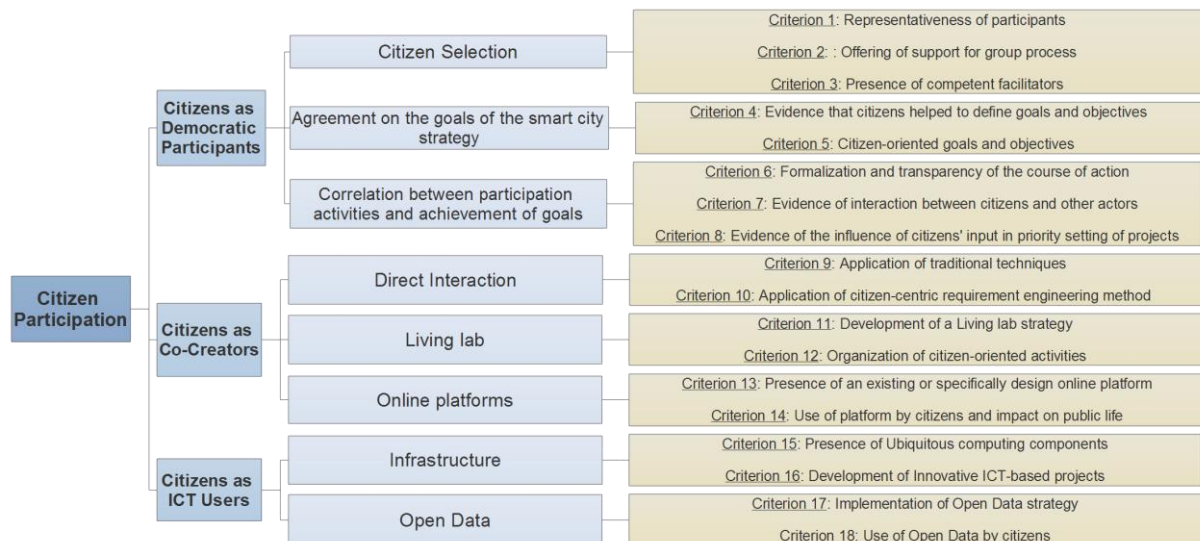 Citizen
Participation
Citizens as
Democratic
Participants
Citizen Selection
Criterion 1: Representativeness of participants
Criterion 2: : Offering of support for group process
Criterion 3: Presence of competent facilitators
Agreement on the goals of the smart city
strategy
Criterion 4: Evidence that citizens helped to define goals and objectives
Criterion 5: Citizen-oriented goals and objectives
Correlation between participation
activities and achievement of goals
Criterion 6: Formalization and transparency of the course of action
Criterion 7: Evidence of interaction between citizens and other actors
Criterion 8: Evidence of the influence of citizens' input in priority setting of projects
Citizens as
Co-Creators
Direct Interaction
Criterion 9: Application of traditional techniques
Criterion 10: Application of citizen-centric requirement engineering method
Living lab
Criterion 11: Development of a Living lab strategy
Criterion 12: Organization of citizen-oriented activities
Online platforms
Criterion 13: Presence of an existing or specifically design online platform
Criterion 14: Use of platform by citizens and impact on public life
Citizens as
ICT Users
Infrastructure
Criterion 15: Presence of Ubiquitous computing components
Criterion 16: Development of Innovative ICT-based projects
Open Data
Criterion 17: Implementation of Open Data strategy
Criterion 18: Use of Open Data by citizens